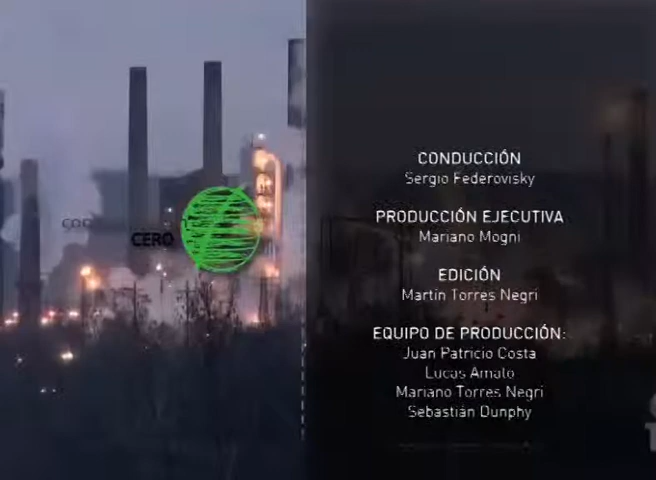 CERO
CONDUCCIÓN
Sergio Federovisky
PRODUCCIÓN EJECUTIVA
Mariano Mogni
EDICIÓN
Martín Torres Negri
EQUIPO DE PRODUCCIÓN:
Juan Patricio Costa
Lucas Amato
Mariano Torres Negri
Sebastián Dunphy